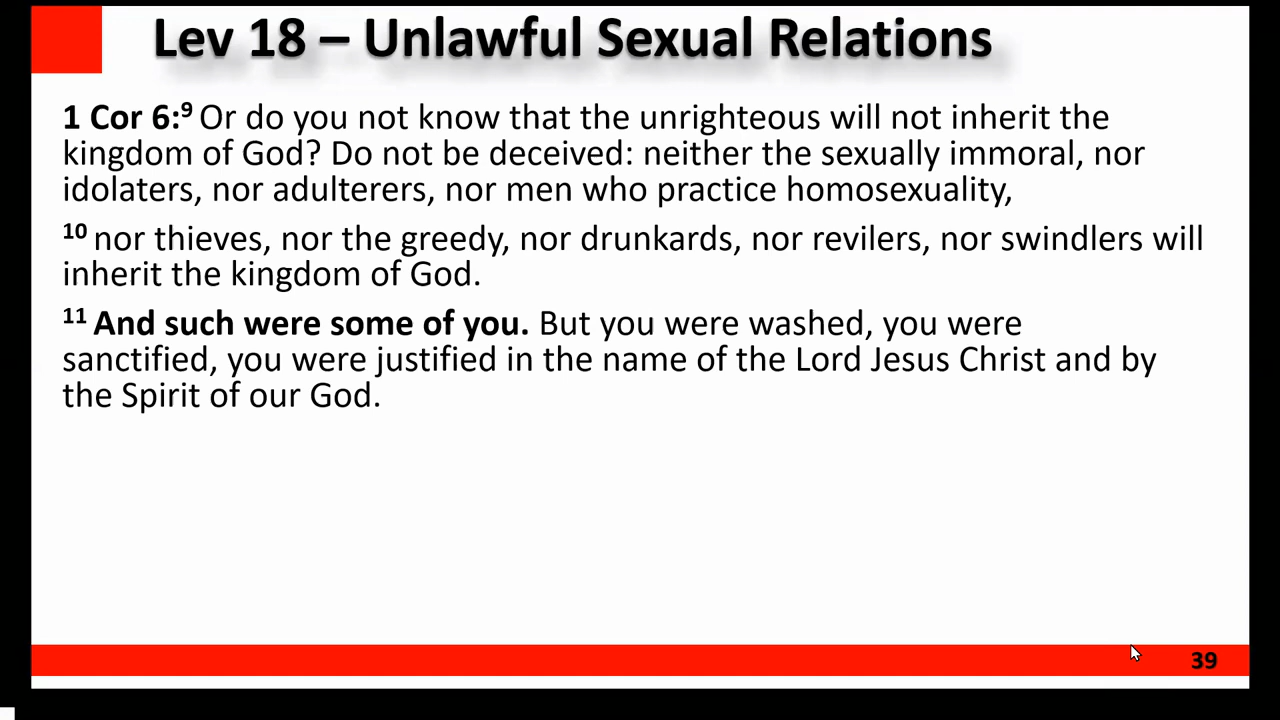 Lev 18 – Unlawful Sexual Relations
1 Cor 6:⁹ Or do you not know that the unrighteous will not inherit the
kingdom of God? Do not be deceived: neither the sexually immoral, nor
idolaters, nor adulterers, nor men who practice homosexuality,
¹⁰ nor thieves, nor the greedy, nor drunkards, nor revilers, nor swindlers will
inherit the kingdom of God.
¹¹ And such were some of you. But you were washed, you were
sanctified, you were justified in the name of the Lord Jesus Christ and by
the Spirit of our God.
39